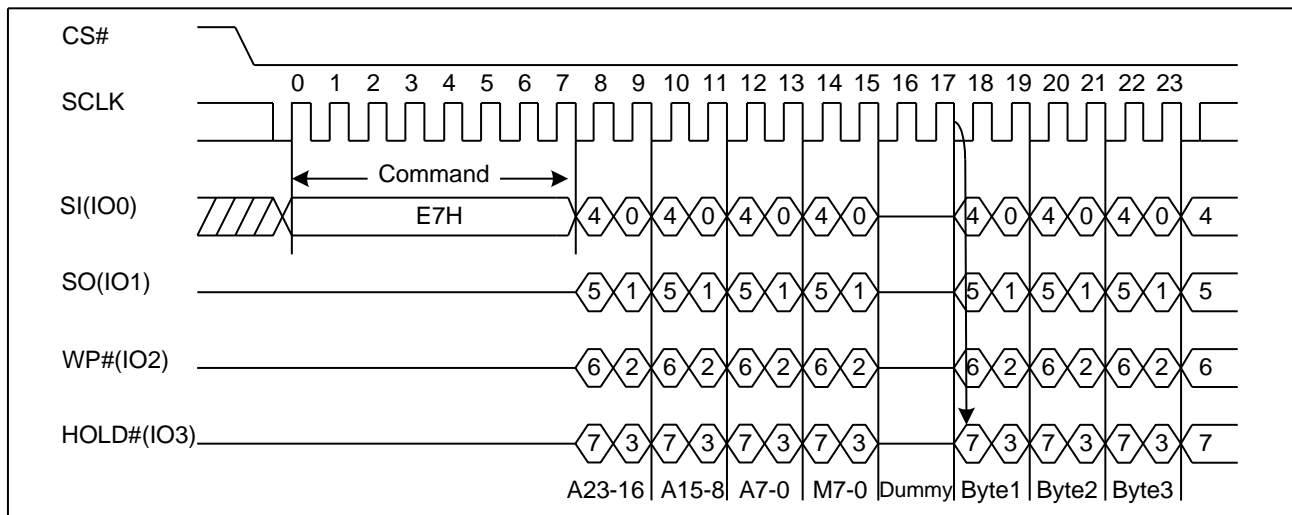 CS#
0 1 2 3 4 5 6 7 8 9 10 11 12 13 14 15 16 17 18 19 20 21 22 23
SCLK
Command
SI(IO0) E7H 4 0 4 0 4 0 4 0 4 0 4 0 4 0 4
SO(IO1) 5 1 5 1 5 1 5 1 5 1 5 1 5 1 5
WP#(IO2) 6 2 6 2 6 2 6 2 6 2 6 2 6 2 6
HOLD#(IO3) 7 3 7 3 7 3 7 3 7 3 7 3 7 3 7
A23-16 A15-8 A7-0 M7-0 Dummy Byte1 Byte2 Byte3